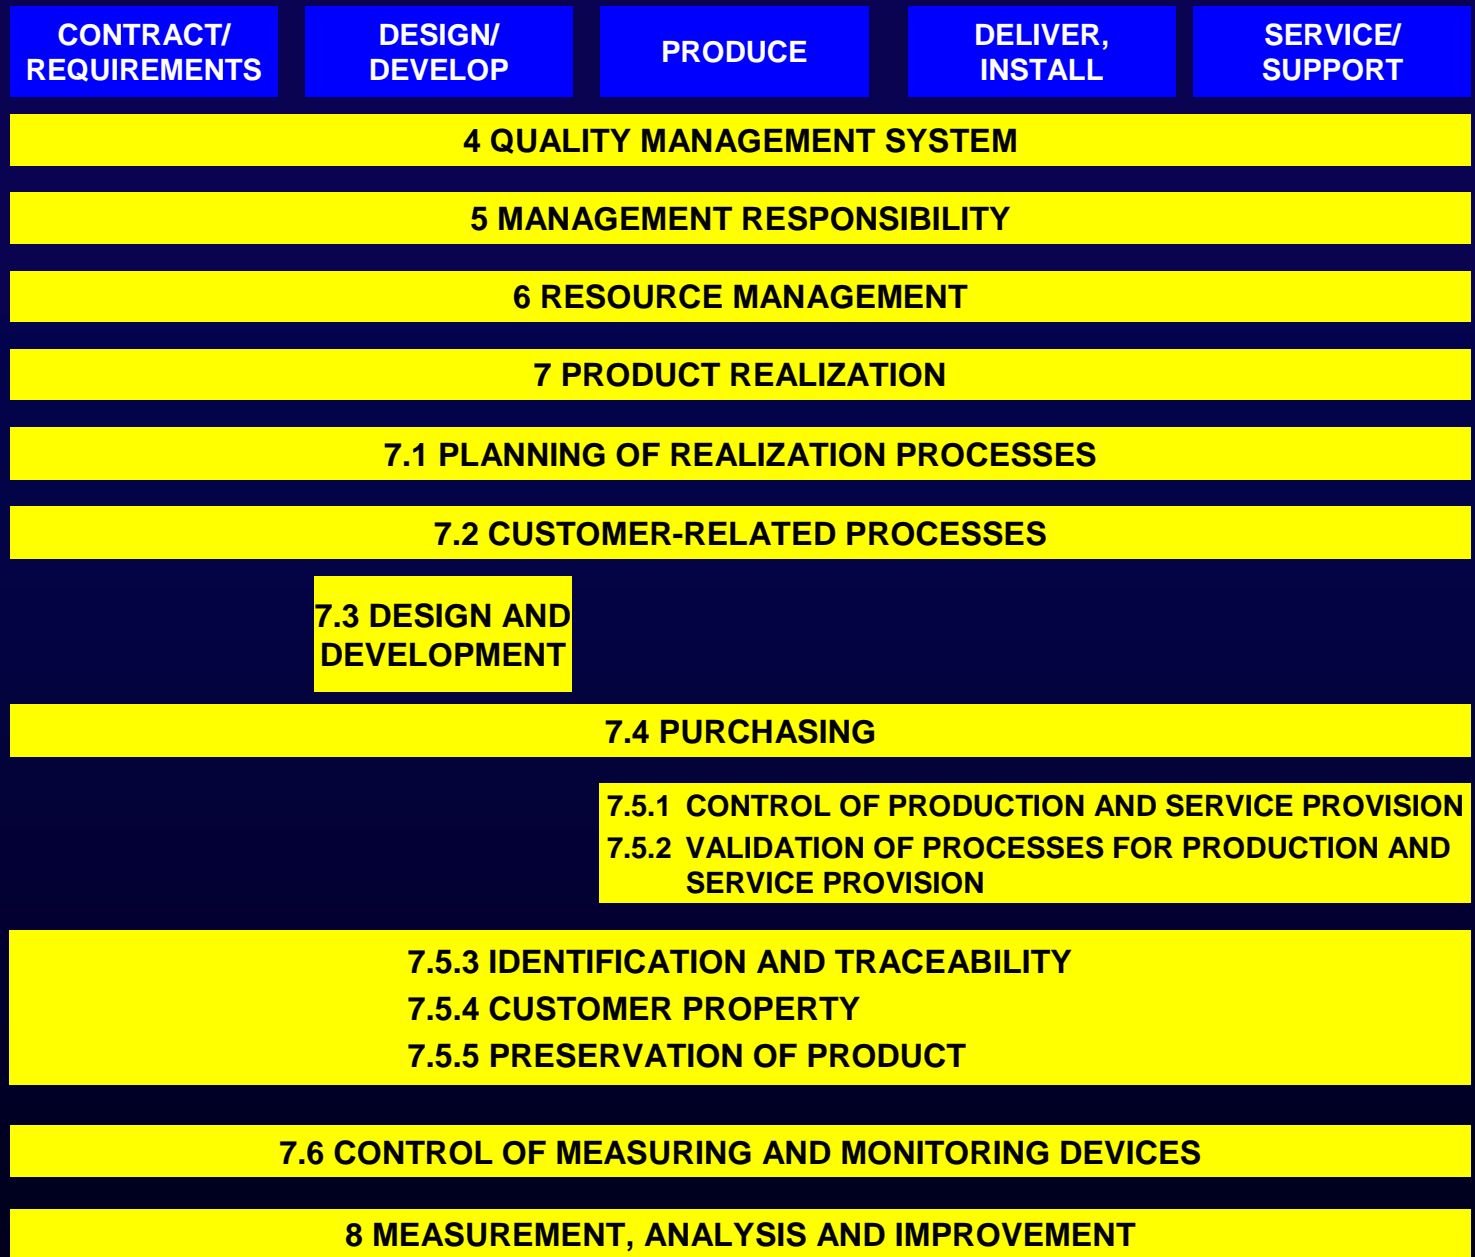 CONTRACT/
REQUIREMENTS
DESIGN/
DEVELOP
PRODUCE
DELIVER,
INSTALL
SERVICE/
SUPPORT
4 QUALITY MANAGEMENT SYSTEM
5 MANAGEMENT RESPONSIBILITY
6 RESOURCE MANAGEMENT
7 PRODUCT REALIZATION
7.1 PLANNING OF REALIZATION PROCESSES
7.2 CUSTOMER-RELATED PROCESSES
7.3 DESIGN AND
DEVELOPMENT
7.4 PURCHASING
7.5.1 CONTROL OF PRODUCTION AND SERVICE PROVISION
7.5.2 VALIDATION OF PROCESSES FOR PRODUCTION AND
SERVICE PROVISION
7.5.3 IDENTIFICATION AND TRACEABILITY
7.5.4 CUSTOMER PROPERTY
7.5.5 PRESERVATION OF PRODUCT
7.6 CONTROL OF MEASURING AND MONITORING DEVICES
8 MEASUREMENT, ANALYSIS AND IMPROVEMENT